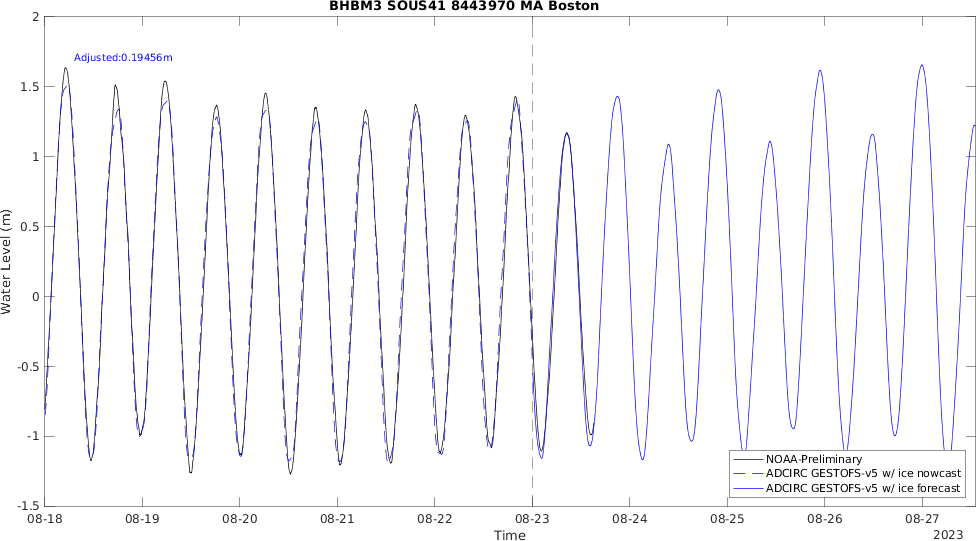 BHBM3 SOUS41 8443970 MA Boston
Adjusted:0.19456m
2
1.5
1
0.5
0
-0.5
-1
-1.5
Water Level (m)
NOAA-Preliminary
ADCIRC GESTOFS-v5 w/ ice nowcast
ADCIRC GESTOFS-v5 w/ ice forecast
08-18 08-19 08-20 08-21 08-22 08-23 08-24 08-25 08-26 08-27
Time
2023